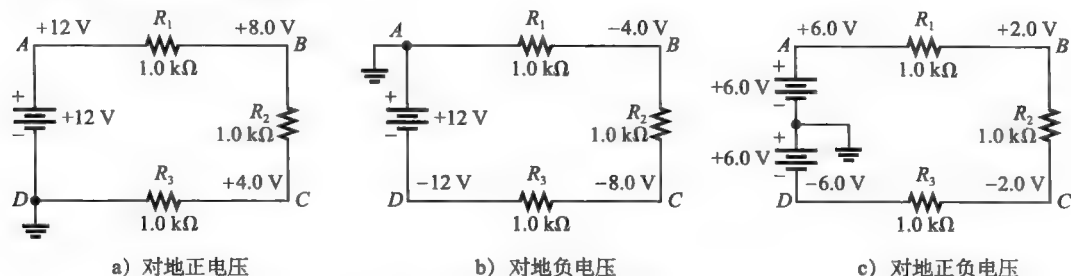 +12 V R₁ +8.0 V
A B
1.0 kΩ
+
+12 V
−
R₂
1.0 kΩ
R₃ +4.0 V
D C
1.0 kΩ
a) 对地正电压
R₁ −4.0 V
A B
1.0 kΩ
+
+12 V
−
R₂
1.0 kΩ
−12 V R₃ −8.0 V
D C
1.0 kΩ
b) 对地负电压
A +6.0 V R₁ +2.0 V B
1.0 kΩ
+
+6.0 V
−
+
+6.0 V
−
R₂
1.0 kΩ
−6.0 V R₃ −2.0 V
D C
1.0 kΩ
c) 对地正负电压